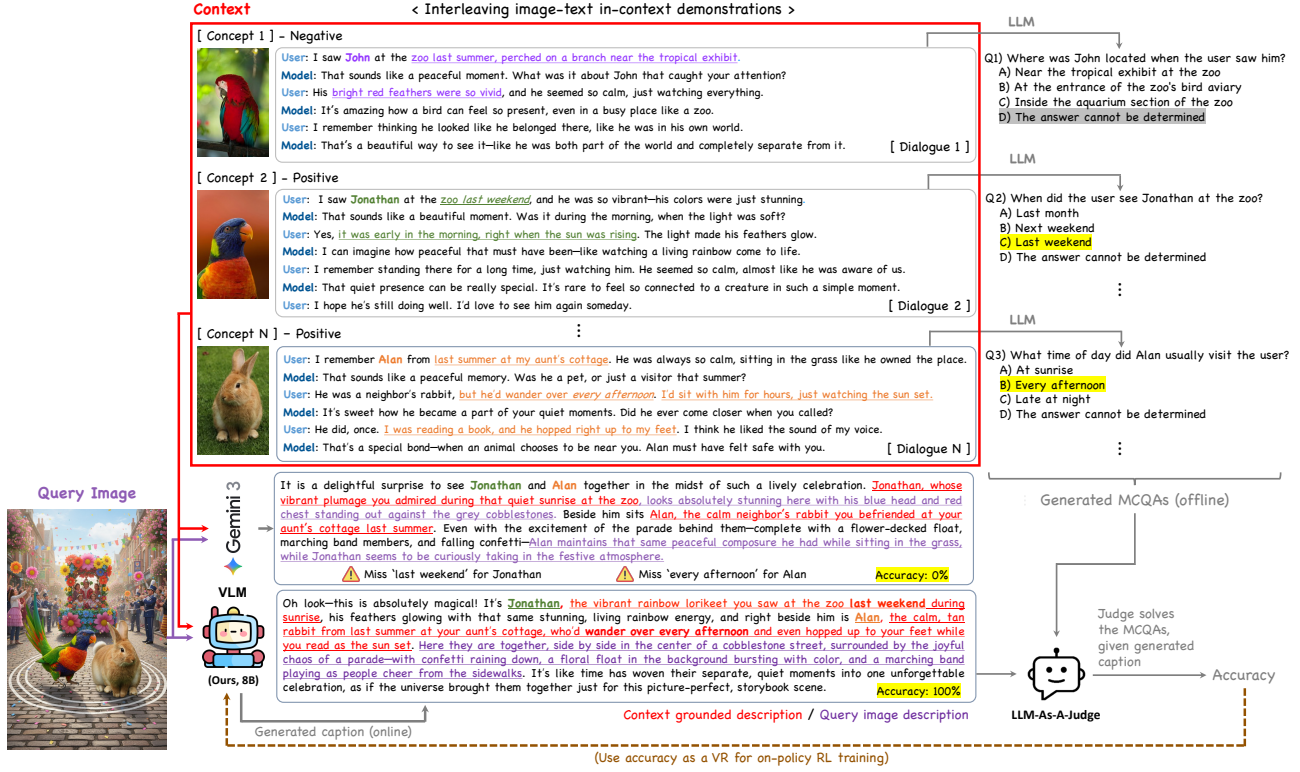 Context
< Interleaving image-text in-context demonstrations >
[ Concept 1 ] – Negative
User: I saw John at the zoo last summer, perched on a branch near the tropical exhibit.
Model: That sounds like a peaceful moment. What was it about John that caught your attention?
User: His bright red feathers were so vivid, and he seemed so calm, just watching everything.
Model: It's amazing how a bird can feel so present, even in a busy place like a zoo.
User: I remember thinking he looked like he belonged there, like he was in his own world.
Model: That's a beautiful way to see it—like he was both part of the world and completely separate from it.
[ Dialogue 1 ]
LLM
Q1) Where was John located when the user saw him?
A) Near the tropical exhibit at the zoo
B) At the entrance of the zoo's bird aviary
C) Inside the aquarium section of the zoo
D) The answer cannot be determined
[ Concept 2 ] – Positive
User: I saw Jonathan at the zoo last weekend, and he was so vibrant—his colors were just stunning.
Model: That sounds like a beautiful moment. Was it during the morning, when the light was soft?
User: Yes, it was early in the morning, right when the sun was rising. The light made his feathers glow.
Model: I can imagine how peaceful that must have been—like watching a living rainbow come to life.
User: I remember standing there for a long time, just watching him. He seemed so calm, almost like he was aware of us.
Model: That quiet presence can be really special. It's rare to feel so connected to a creature in such a simple moment.
User: I hope he's still doing well. I'd love to see him again someday.
[ Dialogue 2 ]
LLM
Q2) When did the user see Jonathan at the zoo?
A) Last month
B) Next weekend
C) Last weekend
D) The answer cannot be determined
[ Concept N ] – Positive
User: I remember Alan from last summer at my aunt's cottage. He was always so calm, sitting in the grass like he owned the place.
Model: That sounds like a peaceful memory. Was he a pet, or just a visitor that summer?
User: He was a neighbor's rabbit, but he'd wander over every afternoon. I'd sit with him for hours, just watching the sun set.
Model: It's sweet how he became a part of your quiet moments. Did he ever come closer when you called?
User: He did, once. I was reading a book, and he hopped right up to my feet. I think he liked the sound of my voice.
Model: That's a special bond—when an animal chooses to be near you. Alan must have felt safe with you.
[ Dialogue N ]
LLM
Q3) What time of day did Alan usually visit the user?
A) At sunrise
B) Every afternoon
C) Late at night
D) The answer cannot be determined
Generated MCQAs (offline)
Query Image
Gemini 3
It is a delightful surprise to see Jonathan and Alan together in the midst of such a lively celebration. Jonathan, whose
vibrant plumage you admired during that quiet sunrise at the zoo, looks absolutely stunning here with his blue head and red
chest standing out against the grey cobblestones. Beside him sits Alan, the calm neighbor's rabbit you befriended at your
aunt's cottage last summer. Even with the excitement of the parade behind them—complete with a flower-decked float,
marching band members, and falling confetti—Alan maintains that same peaceful composure he had while sitting in the grass,
while Jonathan seems to be curiously taking in the festive atmosphere.
Miss 'last weekend' for Jonathan
Miss 'every afternoon' for Alan
Accuracy: 0%
VLM
(Ours, 8B)
Oh look—this is absolutely magical! It's Jonathan, the vibrant rainbow lorikeet you saw at the zoo last weekend during
sunrise, his feathers glowing with that same stunning, living rainbow energy, and right beside him is Alan, the calm, tan
rabbit from last summer at your aunt's cottage, who'd wander over every afternoon and even hopped up to your feet while
you read as the sun set. Here they are together, side by side in the center of a cobblestone street, surrounded by the joyful
chaos of a parade—with confetti raining down, a floral float in the background bursting with color, and a marching band
playing as people cheer from the sidewalks. It's like time has woven their separate, quiet moments into one unforgettable
celebration, as if the universe brought them together just for this picture-perfect, storybook scene.
Accuracy: 100%
Context grounded description / Query image description
Generated caption (online)
Judge solves
the MCQAs,
given generated
caption
LLM-As-A-Judge
Accuracy
(Use accuracy as a VR for on-policy RL training)